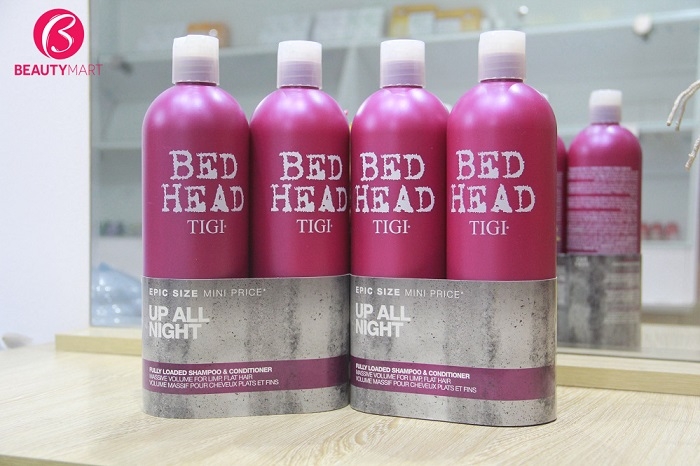 B
BEAUTYMART
BED
HEAD
TIGI
BED
HEAD
TIGI
BED
HEAD
TIGI
BED
HEAD
TIGI
EPIC SIZE MINI PRICE*
UP ALL
NIGHT
FULLY LOADED SHAMPOO & CONDITIONER
MASSIVE VOLUME FOR LIMP, FLAT HAIR
VOLUME MASSIF POUR CHEVEUX PLATS ET FINS
EPIC SIZE MINI PRICE*
UP ALL
NIGHT
FULLY LOADED SHAMPOO & CONDITIONER
MASSIVE VOLUME FOR LIMP, FLAT HAIR
VOLUME MASSIF POUR CHEVEUX PLATS ET FINS